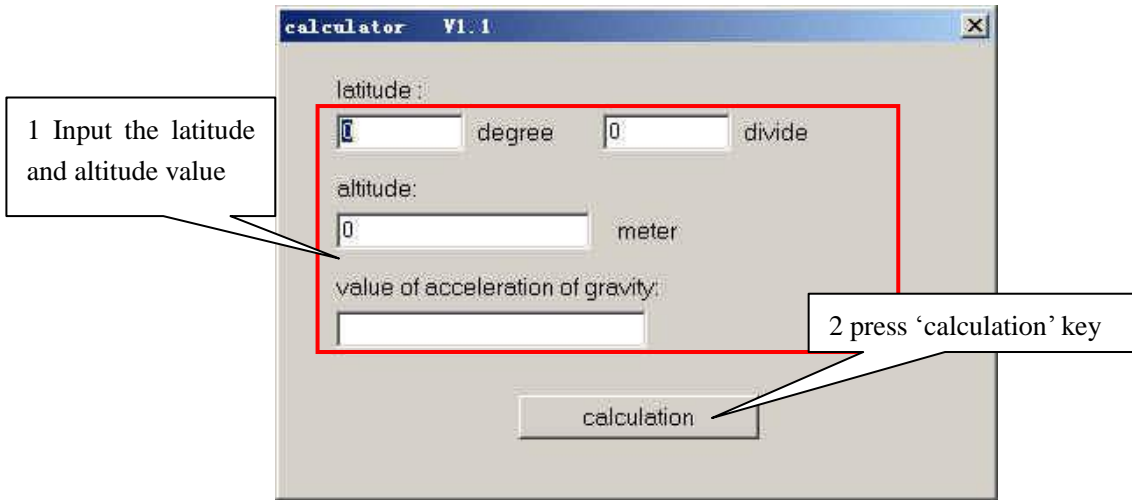 calculator V1.1
latitude :
0 degree 0 divide
1 Input the latitude
and altitude value
altitude:
0 meter
value of acceleration of gravity:
2 press ‘calculation’ key
calculation